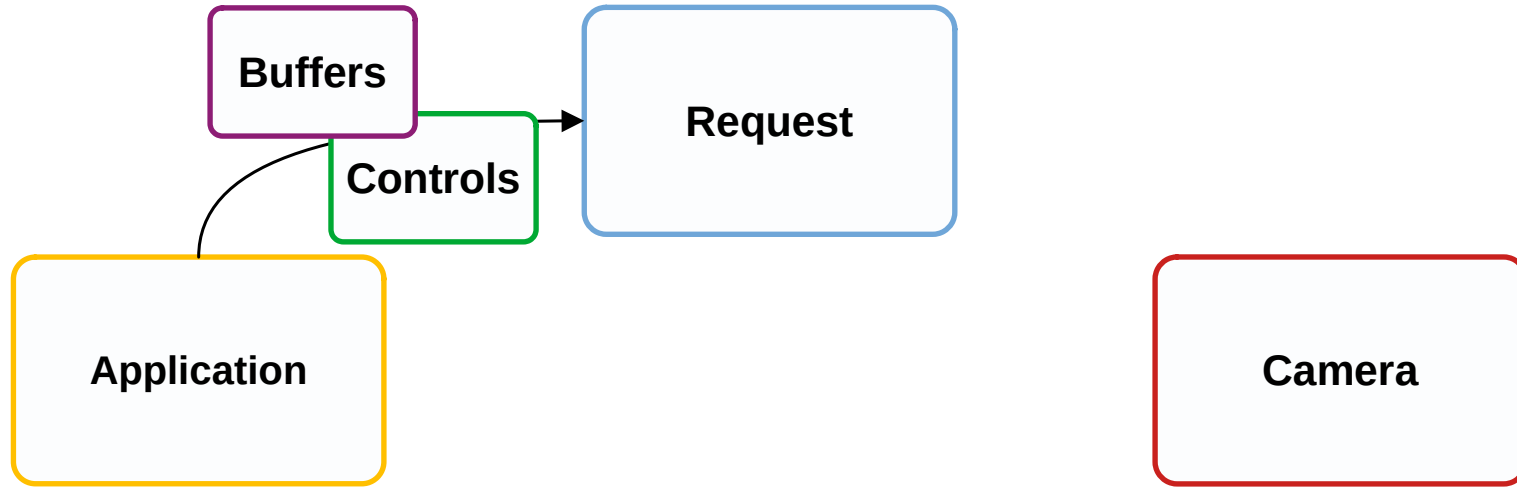 Buffers
Request
Controls
Application
Camera